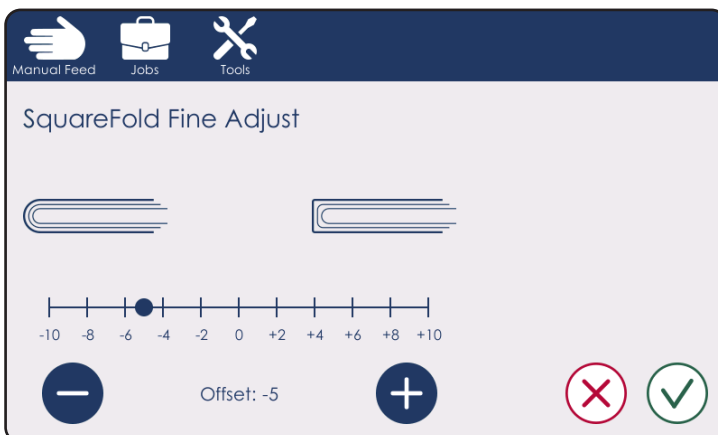 Manual Feed Jobs Tools
SquareFold Fine Adjust
-10 -8 -6 -4 -2 0 +2 +4 +6 +8 +10
Offset: -5